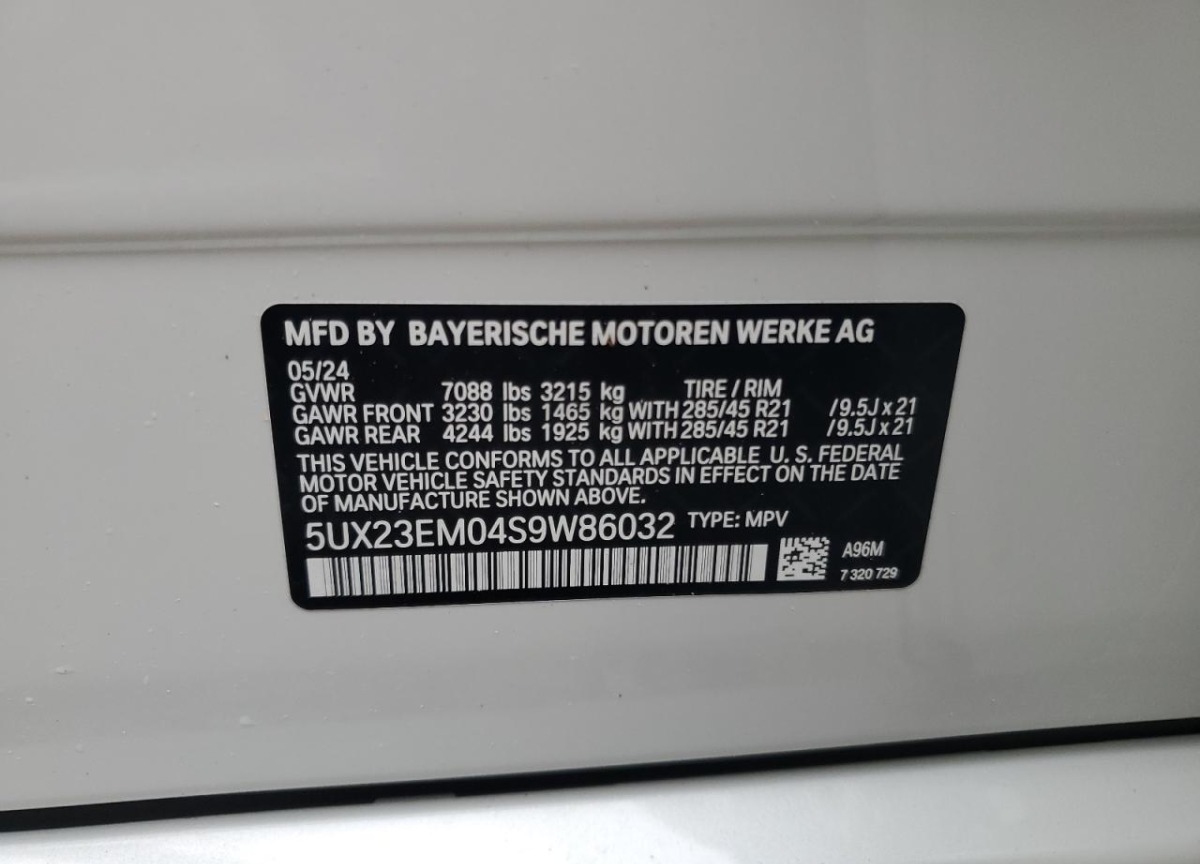 MFD BY BAYERISCHE MOTOREN WERKE AG
05/24
GVWR 7088 lbs 3215 kg TIRE / RIM
GAWR FRONT 3230 lbs 1465 kg WITH 285/45 R21 /9.5J x 21
GAWR REAR 4244 lbs 1925 kg WITH 285/45 R21 /9.5J x 21
THIS VEHICLE CONFORMS TO ALL APPLICABLE U. S. FEDERAL
MOTOR VEHICLE SAFETY STANDARDS IN EFFECT ON THE DATE
OF MANUFACTURE SHOWN ABOVE.
5UX23EM04S9W86032 TYPE: MPV
A96M
7 320 729